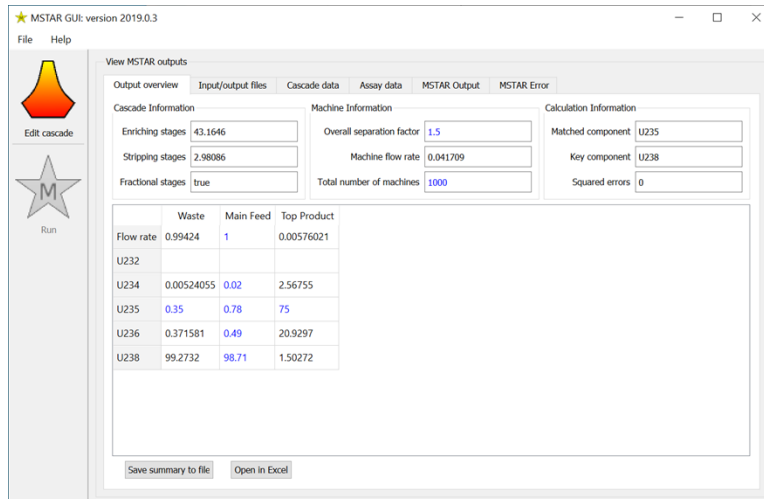 MSTAR GUI: version 2019.0.3
File Help
View MSTAR outputs
Output overview Input/output files Cascade data Assay data MSTAR Output MSTAR Error
Cascade Information Machine Information Calculation Information
Edit cascade
Enriching stages 43.1646 Overall separation factor 1.5 Matched component U235
Stripping stages 2.98086 Machine flow rate 0.041709 Key component U238
Fractional stages true Total number of machines 1000 Squared errors 0
M
Run
Waste Main Feed Top Product
Flow rate 0.99424 1 0.00576021
U232
U234 0.00524055 0.02 2.56755
U235 0.35 0.78 75
U236 0.371581 0.49 20.9297
U238 99.2732 98.71 1.50272
Save summary to file Open in Excel